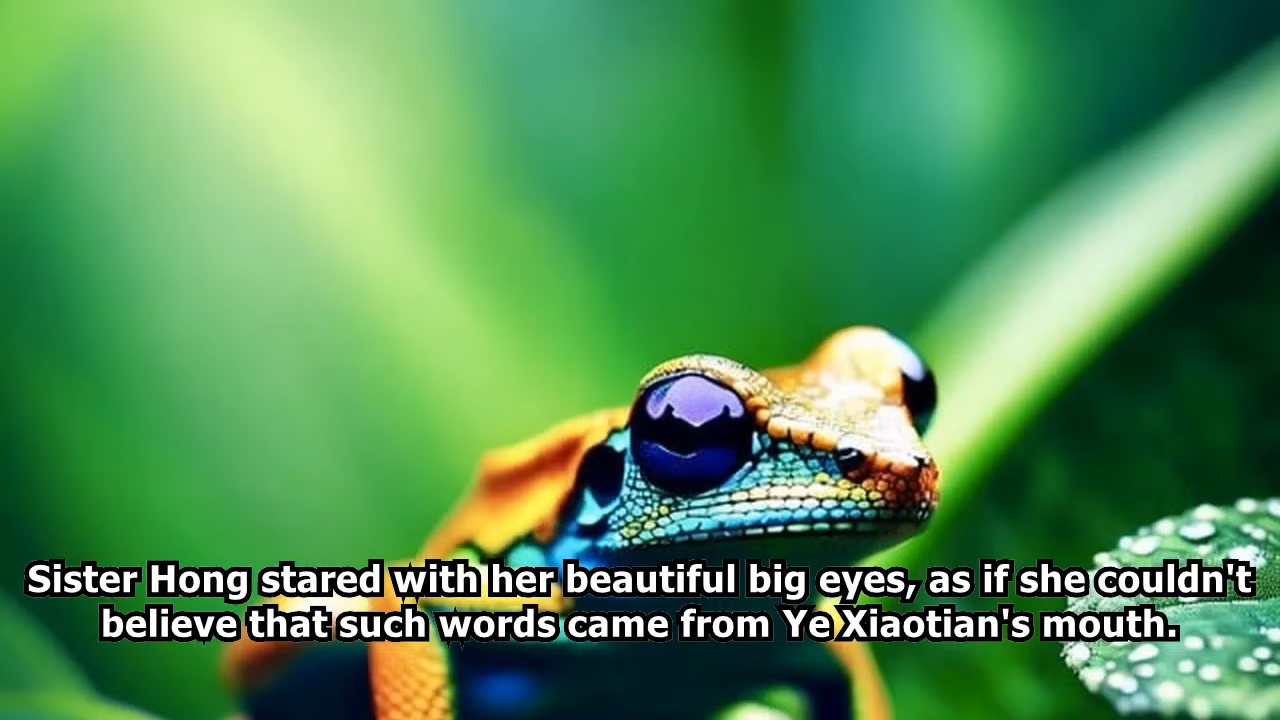 Sister Hong stared with her beautiful big eyes, as if she couldn't
believe that such words came from Ye Xiaotian's mouth.